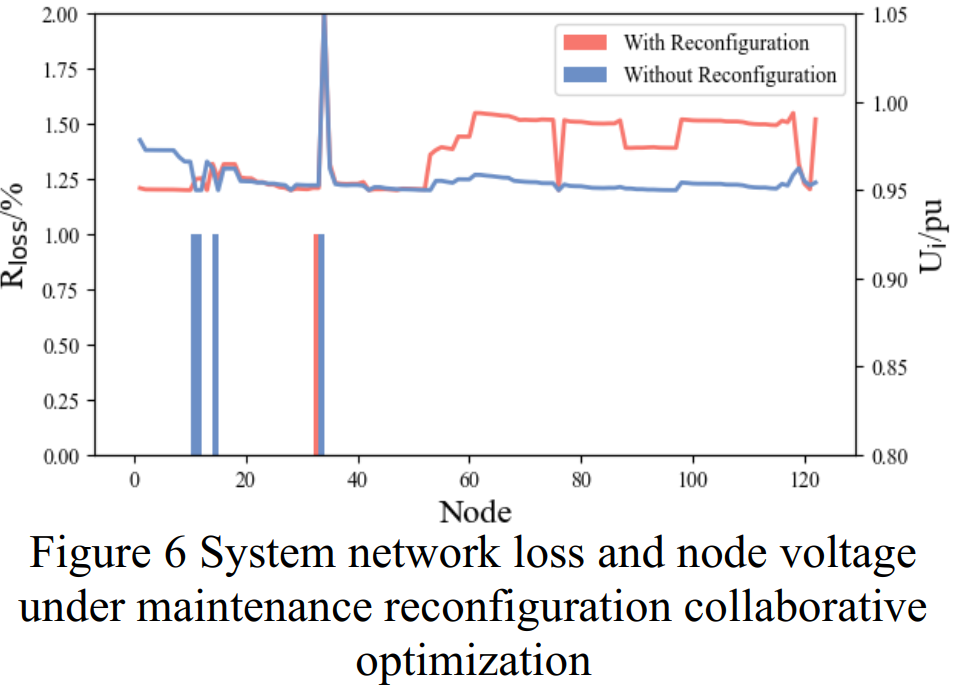 2.00
1.75
1.50
1.25
1.00
0.75
0.50
0.25
0.00
Rloss/%
With Reconfiguration
Without Reconfiguration
1.05
1.00
0.95
0.90
0.85
0.80
Ui/pu
0 20 40 60 80 100 120
Node
Figure 6 System network loss and node voltage
under maintenance reconfiguration collaborative
optimization